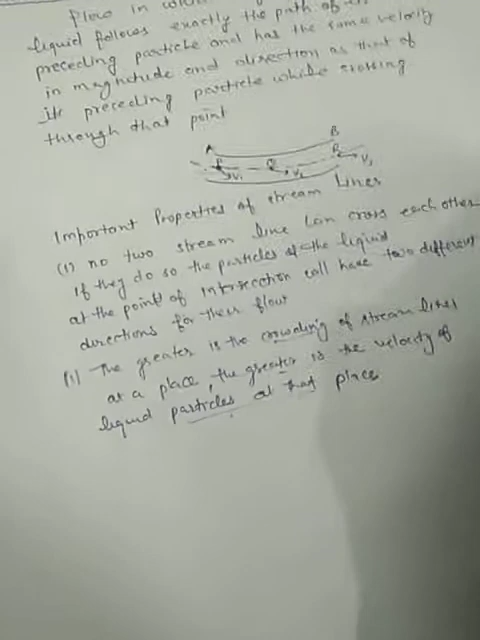 flow in which
liquid follows exactly the path of
preceding particle and has the same velocity
in magnitude and direction as that of
its preceding particle while crossing
through that point
A B
P V1 Q V2 R V3
Important Properties of stream Lines
(1) no two stream line can cross each other
If they do so the particles of the liquid
at the point of intersection will have two different
directions for their flow
(1) The greater is the crowding of stream lines
at a place, the greater is the velocity of
liquid particles at that place